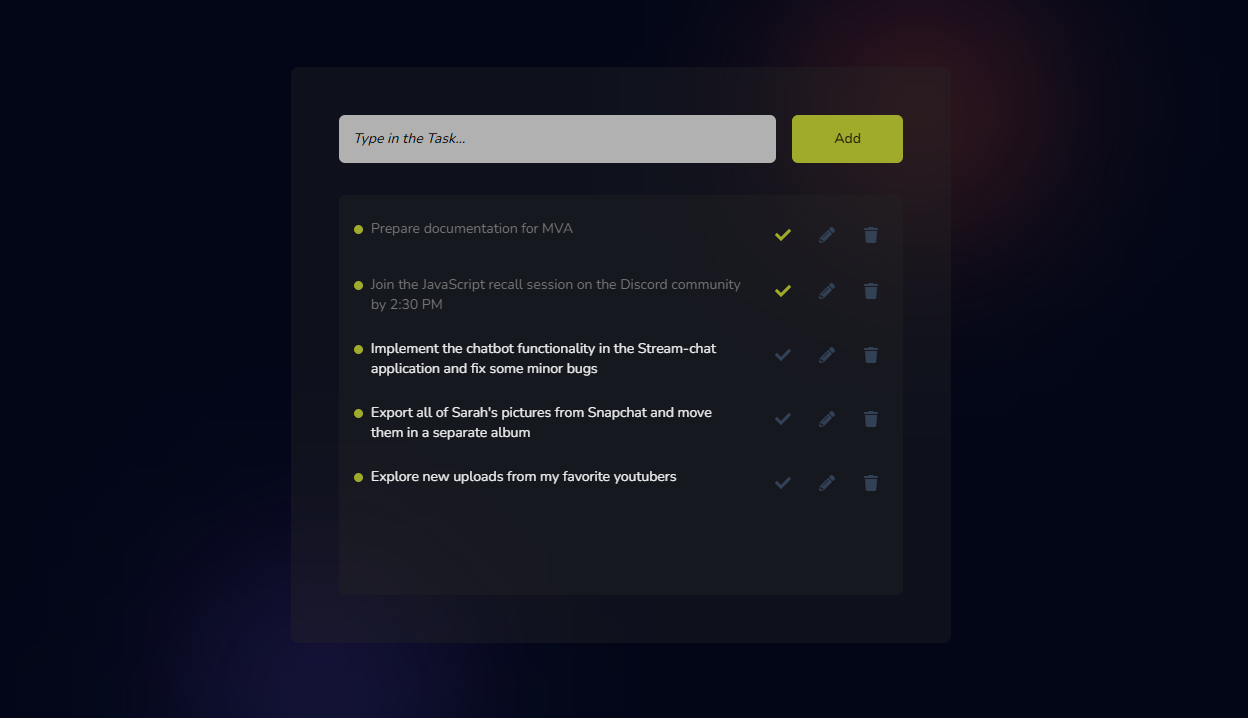 Type in the Task...
Add
Prepare documentation for MVA
Join the JavaScript recall session on the Discord community
by 2:30 PM
Implement the chatbot functionality in the Stream-chat
application and fix some minor bugs
Export all of Sarah's pictures from Snapchat and move
them in a separate album
Explore new uploads from my favorite youtubers